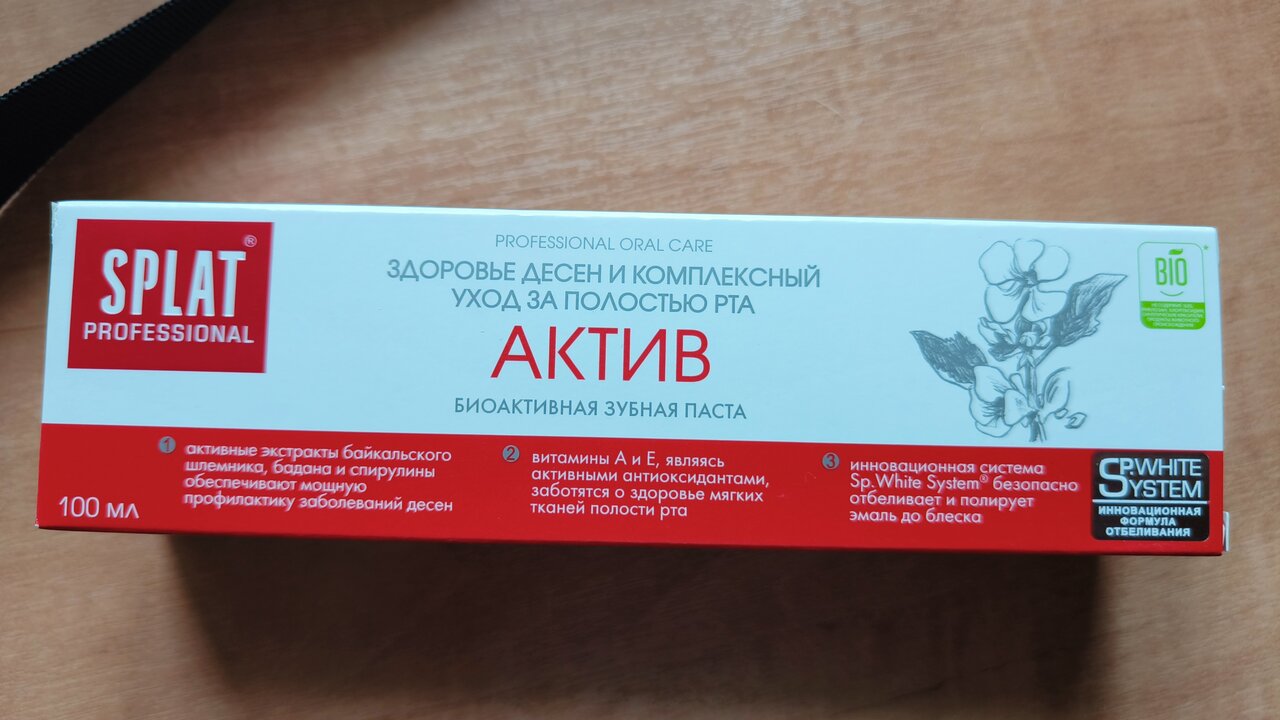 SPLAT®
PROFESSIONAL
PROFESSIONAL ORAL CARE
ЗДОРОВЬЕ ДЕСЕН И КОМПЛЕКСНЫЙ
УХОД ЗА ПОЛОСТЬЮ РТА
АКТИВ
БИОАКТИВНАЯ ЗУБНАЯ ПАСТА
BIO*
1 активные экстракты байкальского
шлемника, бадана и спирулины
обеспечивают мощную
профилактику заболеваний десен
2 витамины А и Е, являясь
активными антиоксидантами,
заботятся о здоровье мягких
тканей полости рта
3 инновационная система
Sp.White System® безопасно
отбеливает и полирует
эмаль до блеска
SP.WHITE
SYSTEM
ИННОВАЦИОННАЯ
ФОРМУЛА
ОТБЕЛИВАНИЯ
100 мл